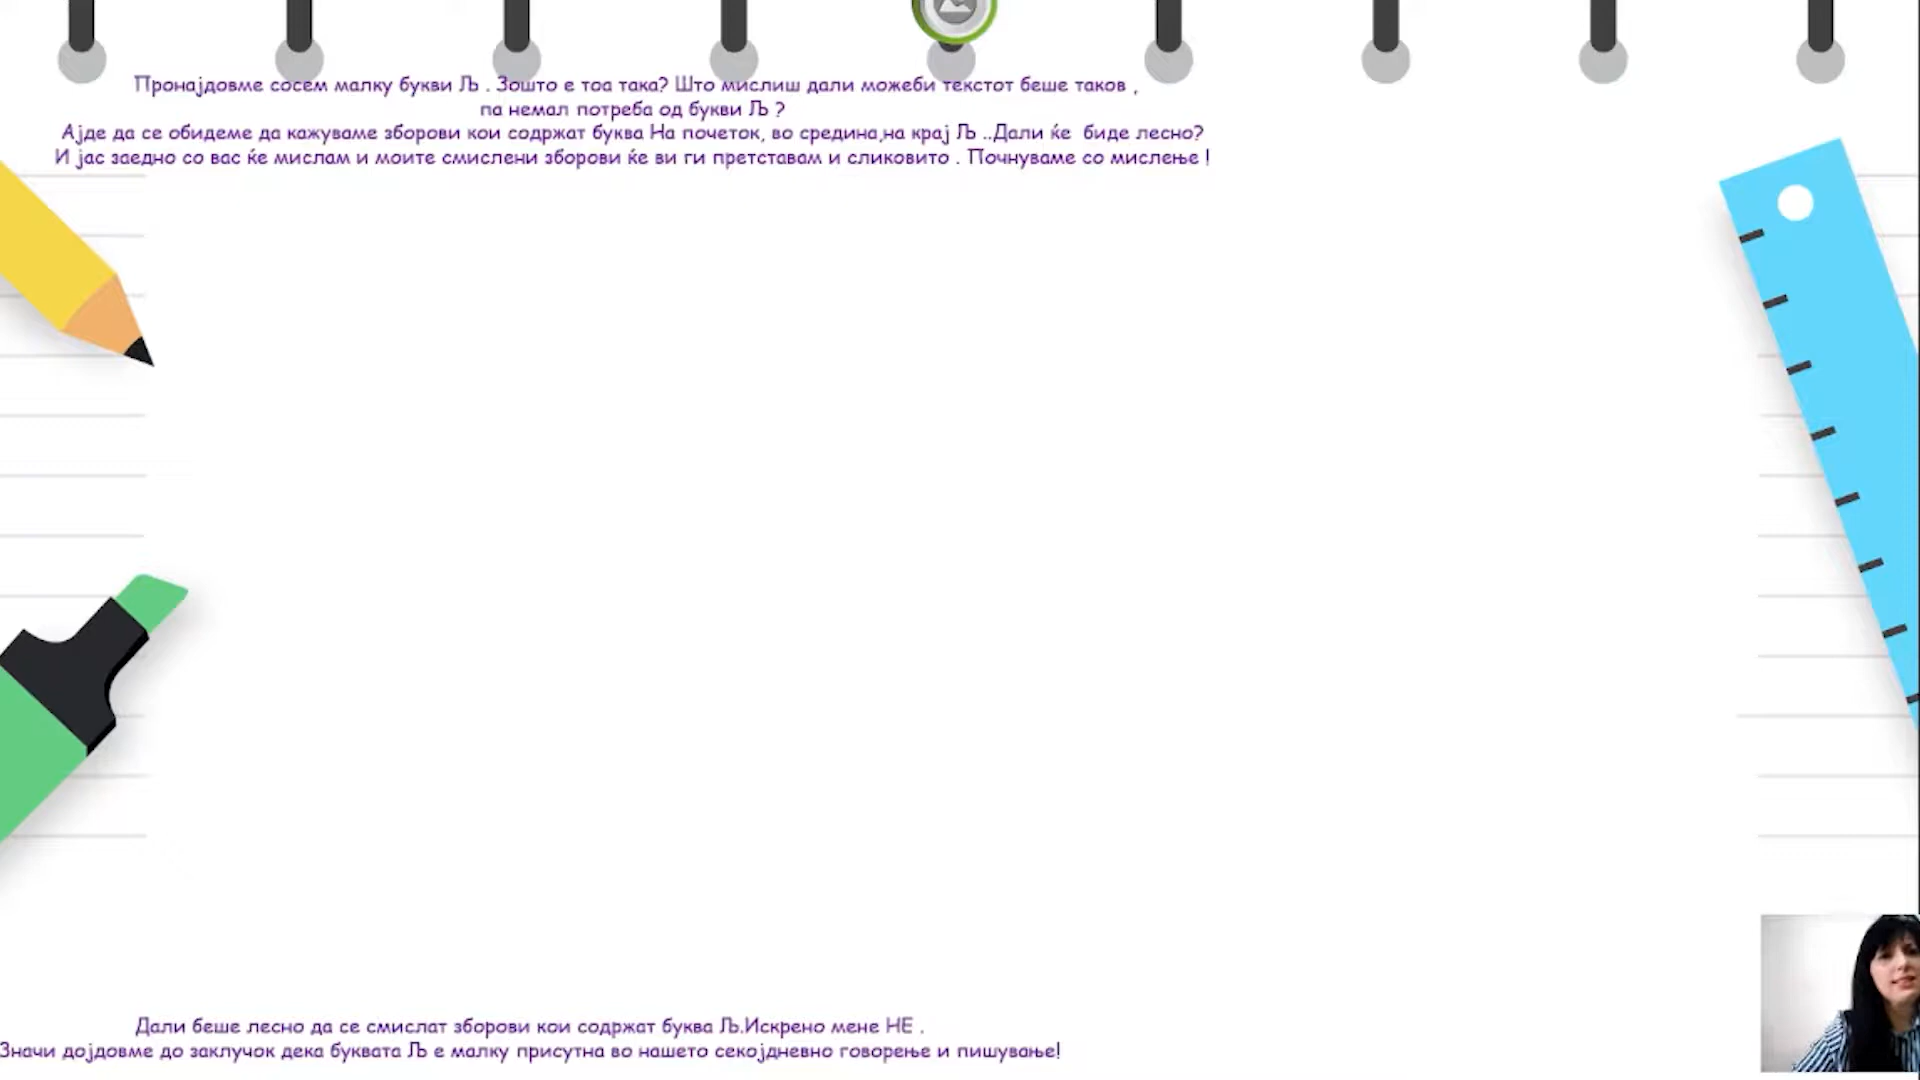 Пронајдовме сосем малку букви Љ . Зошто е тоа така? Што мислиш дали можеби текстот беше таков ,
па немал потреба од букви Љ ?
Ајде да се обидеме да кажуваме зборови кои содржат буква На почеток, во средина,на крај Љ ..Дали ќе биде лесно?
И јас заедно со вас ќе мислам и моите смислени зборови ќе ви ги претставам и сликовито . Почнуваме со мислење !
Дали беше лесно да се смислат зборови кои содржат буква Љ.Искрено мене НЕ .
Значи дојдовме до заклучок дека буквата Љ е малку присутна во нашето секојдневно говорење и пишување!